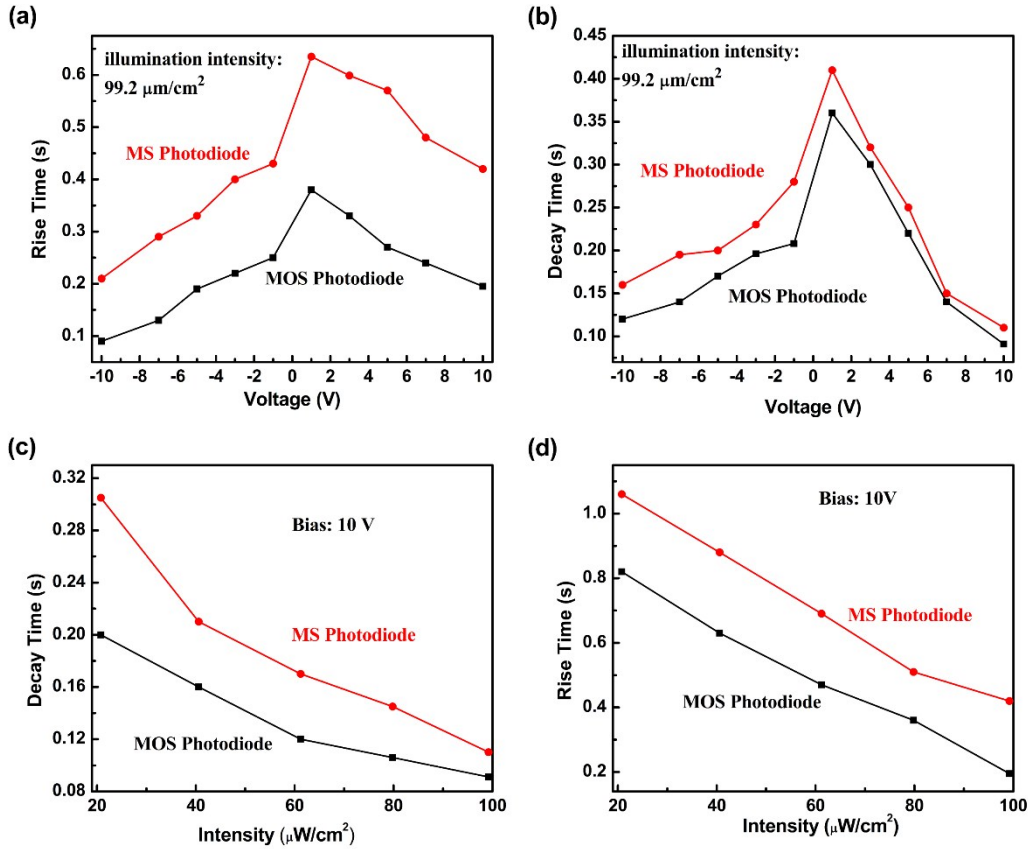 (a)
illumination intensity:
99.2 μm/cm²
MS Photodiode
MOS Photodiode
Rise Time (s)
0.6
0.5
0.4
0.3
0.2
0.1
-10 -8 -6 -4 -2 0 2 4 6 8 10
Voltage (V)
(b)
illumination intensity:
99.2 μm/cm²
MS Photodiode
MOS Photodiode
Decay Time (s)
0.40
0.35
0.30
0.25
0.20
0.15
0.10
-10 -8 -6 -4 -2 0 2 4 6 8 10
Voltage (V)
(c)
Bias: 10 V
MS Photodiode
MOS Photodiode
Decay Time (s)
0.32
0.28
0.24
0.20
0.16
0.12
0.08
20 40 60 80 100
Intensity (μW/cm²)
(d)
Bias: 10V
MS Photodiode
MOS Photodiode
Rise Time (s)
1.0
0.8
0.6
0.4
0.2
20 30 40 50 60 70 80 90 100
Intensity (μW/cm²)